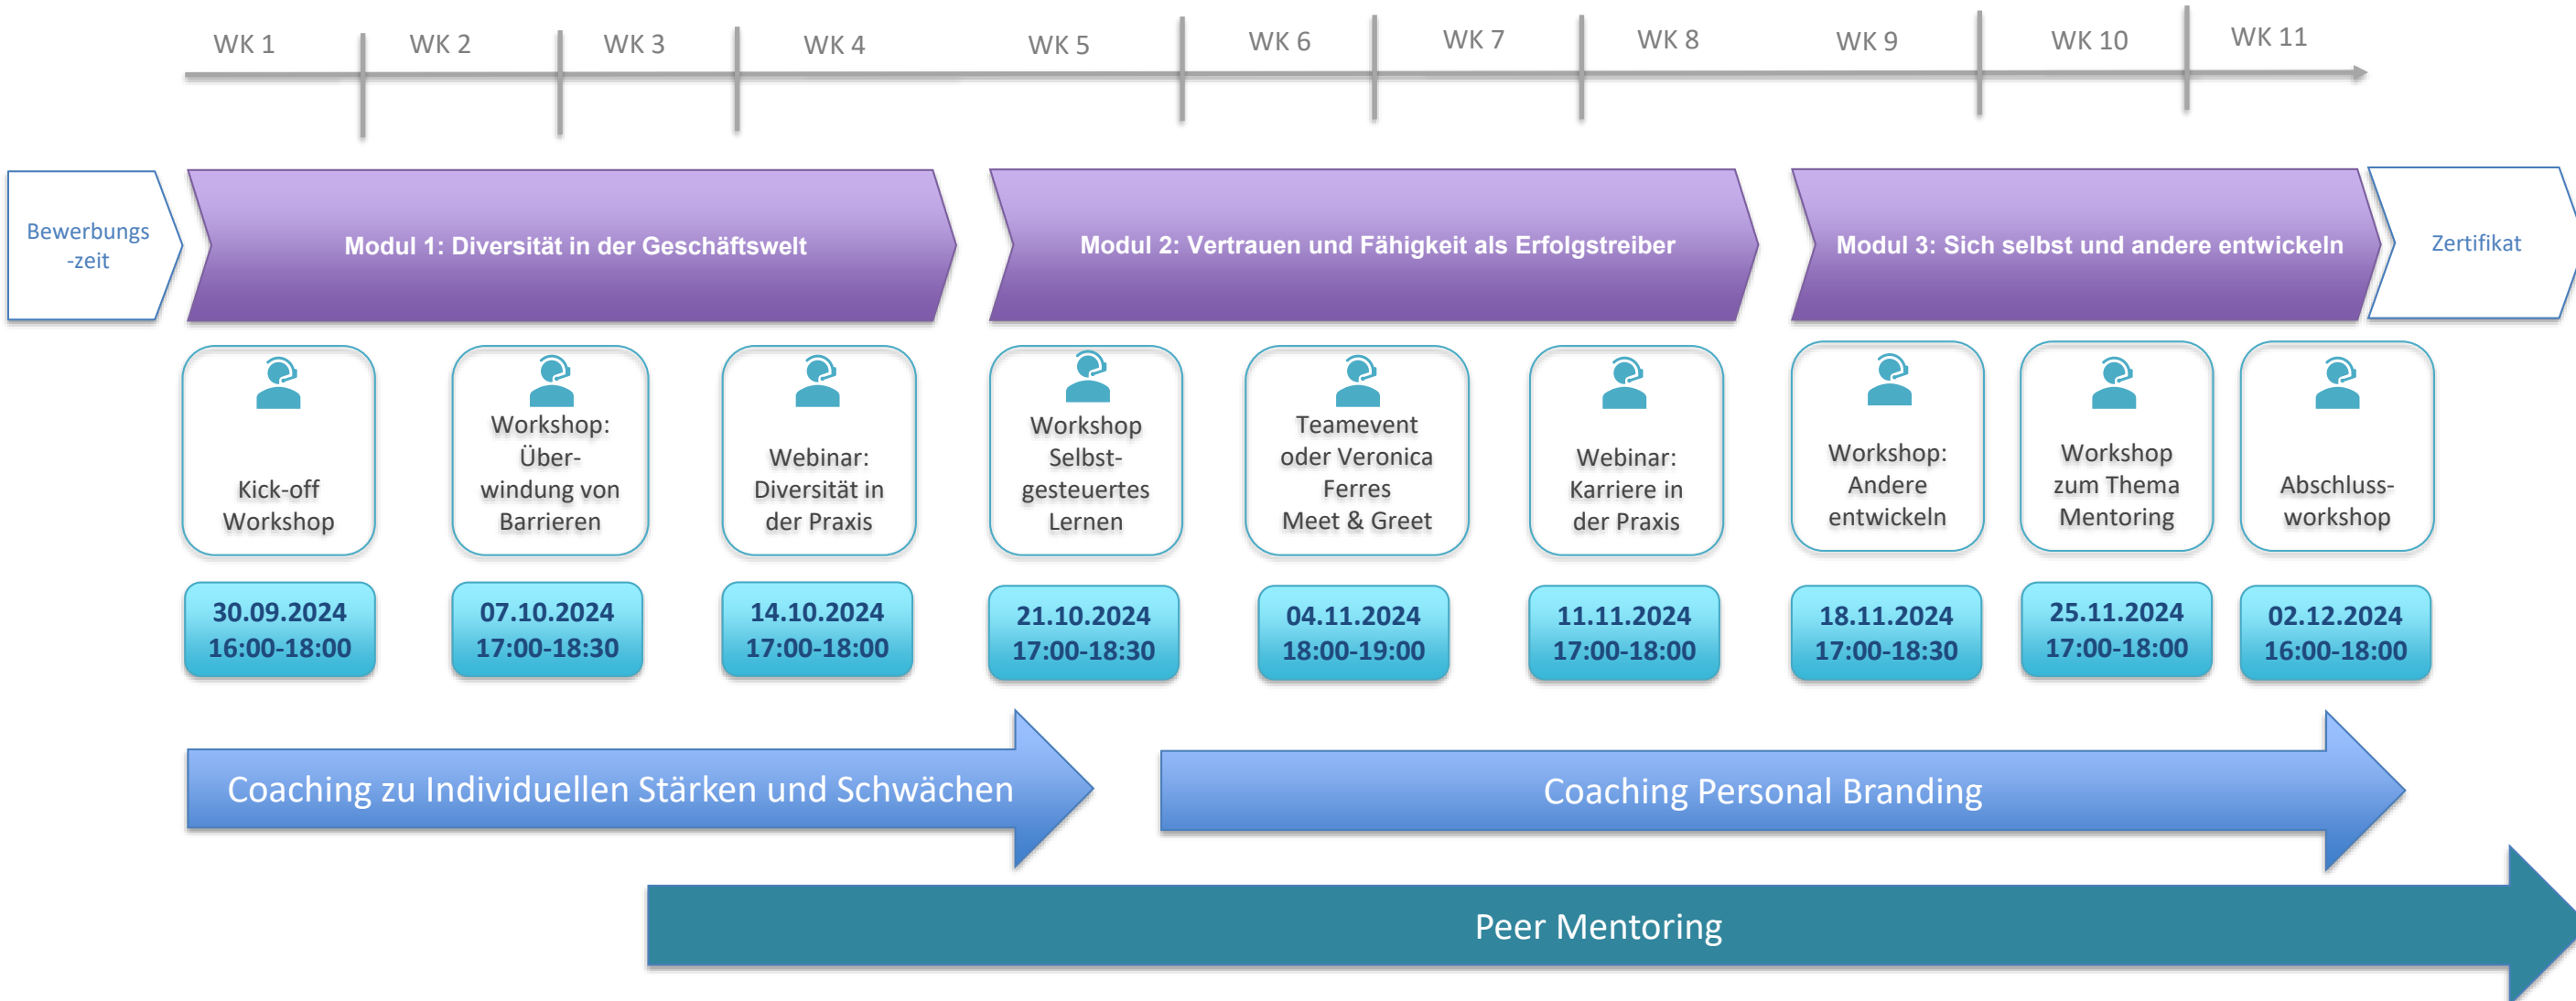 WK 1
WK 2
WK 3
WK 4
WK 5
WK 6
WK 7
WK 8
WK 9
WK 10
WK 11
Bewerbungs
-zeit
Modul 1: Diversität in der Geschäftswelt
Modul 2: Vertrauen und Fähigkeit als Erfolgstreiber
Modul 3: Sich selbst und andere entwickeln
Zertifikat
Kick-off
Workshop
Workshop:
Über-
windung von
Barrieren
Webinar:
Diversität in
der Praxis
Workshop
Selbst-
gesteuertes
Lernen
Teamevent
oder Veronica
Ferres
Meet & Greet
Webinar:
Karriere in
der Praxis
Workshop:
Andere
entwickeln
Workshop
zum Thema
Mentoring
Abschluss-
workshop
30.09.2024
16:00-18:00
07.10.2024
17:00-18:30
14.10.2024
17:00-18:00
21.10.2024
17:00-18:30
04.11.2024
18:00-19:00
11.11.2024
17:00-18:00
18.11.2024
17:00-18:30
25.11.2024
17:00-18:00
02.12.2024
16:00-18:00
Coaching zu Individuellen Stärken und Schwächen
Coaching Personal Branding
Peer Mentoring